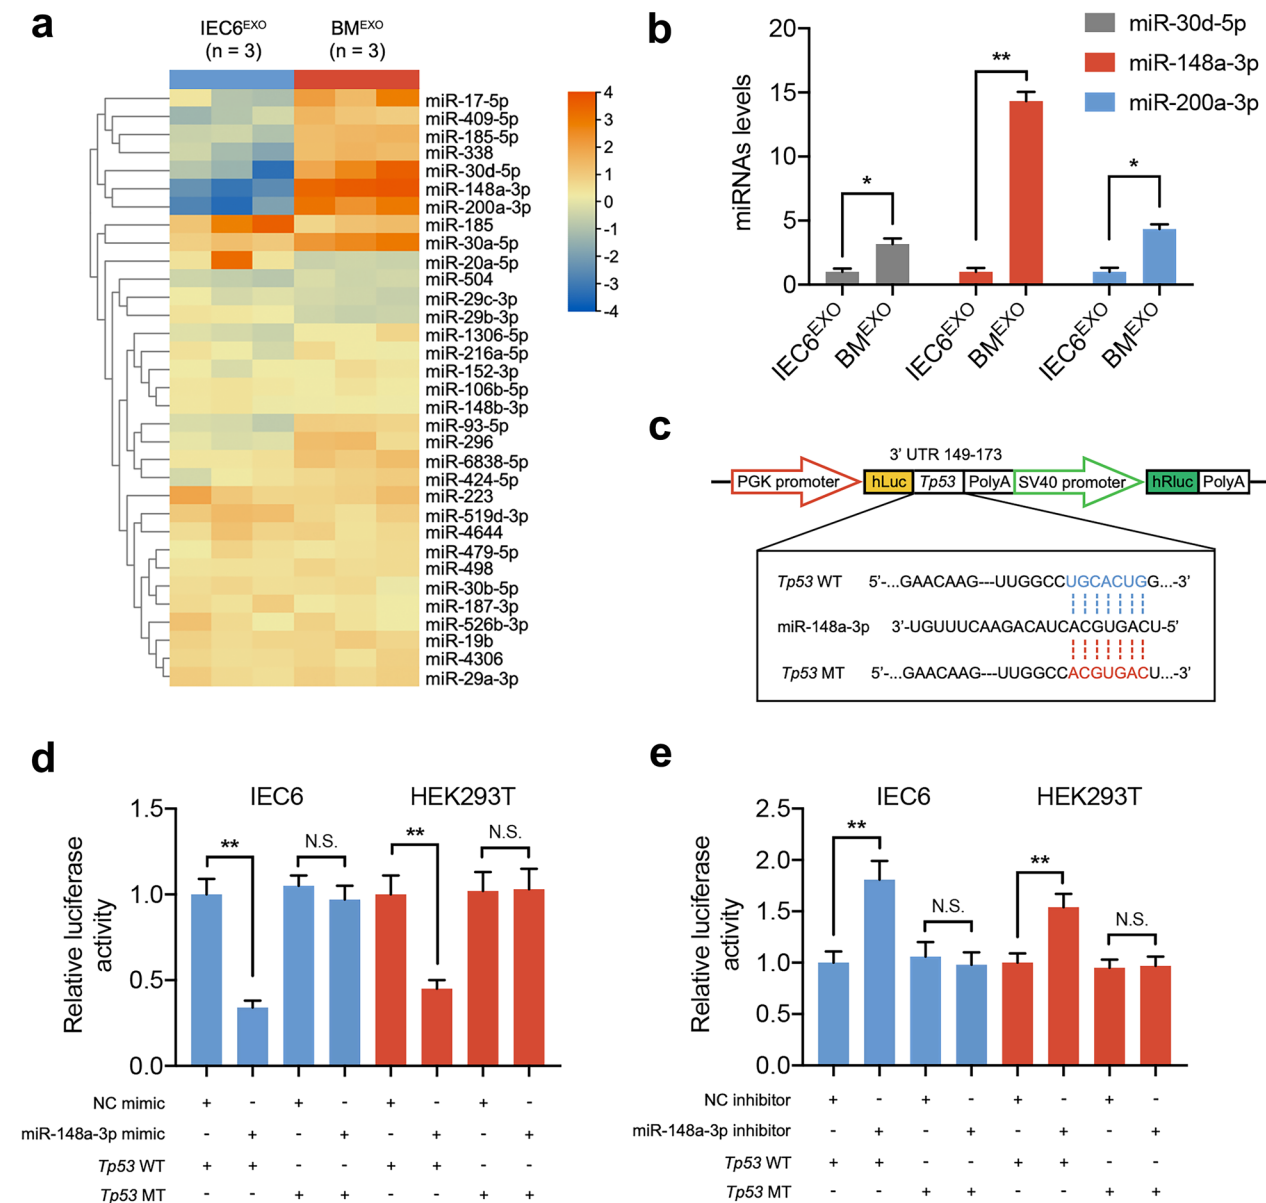 a
IEC6EXO
(n = 3)
BMEXO
(n = 3)
miR-17-5p
miR-409-5p
miR-185-5p
miR-338
miR-30d-5p
miR-148a-3p
miR-200a-3p
miR-185
miR-30a-5p
miR-20a-5p
miR-504
miR-29c-3p
miR-29b-3p
miR-1306-5p
miR-216a-5p
miR-152-3p
miR-106b-5p
miR-148b-3p
miR-93-5p
miR-296
miR-6838-5p
miR-424-5p
miR-223
miR-519d-3p
miR-4644
miR-479-5p
miR-498
miR-30b-5p
miR-187-3p
miR-526b-3p
miR-19b
miR-4306
miR-29a-3p
4
3
2
1
0
-1
-2
-3
-4
b
miRNAs levels
20
15
10
5
0
*
**
*
IEC6EXO
BMEXO
IEC6EXO
BMEXO
IEC6EXO
BMEXO
miR-30d-5p
miR-148a-3p
miR-200a-3p
c
3' UTR 149-173
PGK promoter hLuc Tp53 PolyA SV40 promoter hRluc PolyA
Tp53 WT 5'-...GAACAAG---UUGGCCUGCACUGG...-3'
miR-148a-3p 3'-UGUUUCAAGACAUCACGUGACU-5'
Tp53 MT 5'-...GAACAAG---UUGGCCACGUGACU...-3'
d
IEC6 HEK293T
Relative luciferase
activity
1.5
1.0
0.5
0.0
** N.S. ** N.S.
NC mimic + - + - + - + -
miR-148a-3p mimic - + - + - + - +
Tp53 WT + + - - + + - -
Tp53 MT - - + + - - + +
e
IEC6 HEK293T
Relative luciferase
activity
2.5
2.0
1.5
1.0
0.5
0.0
** N.S. ** N.S.
NC inhibitor + - + - + - + -
miR-148a-3p inhibitor - + - + - + - +
Tp53 WT + + - - + + - -
Tp53 MT - - + + - - + +